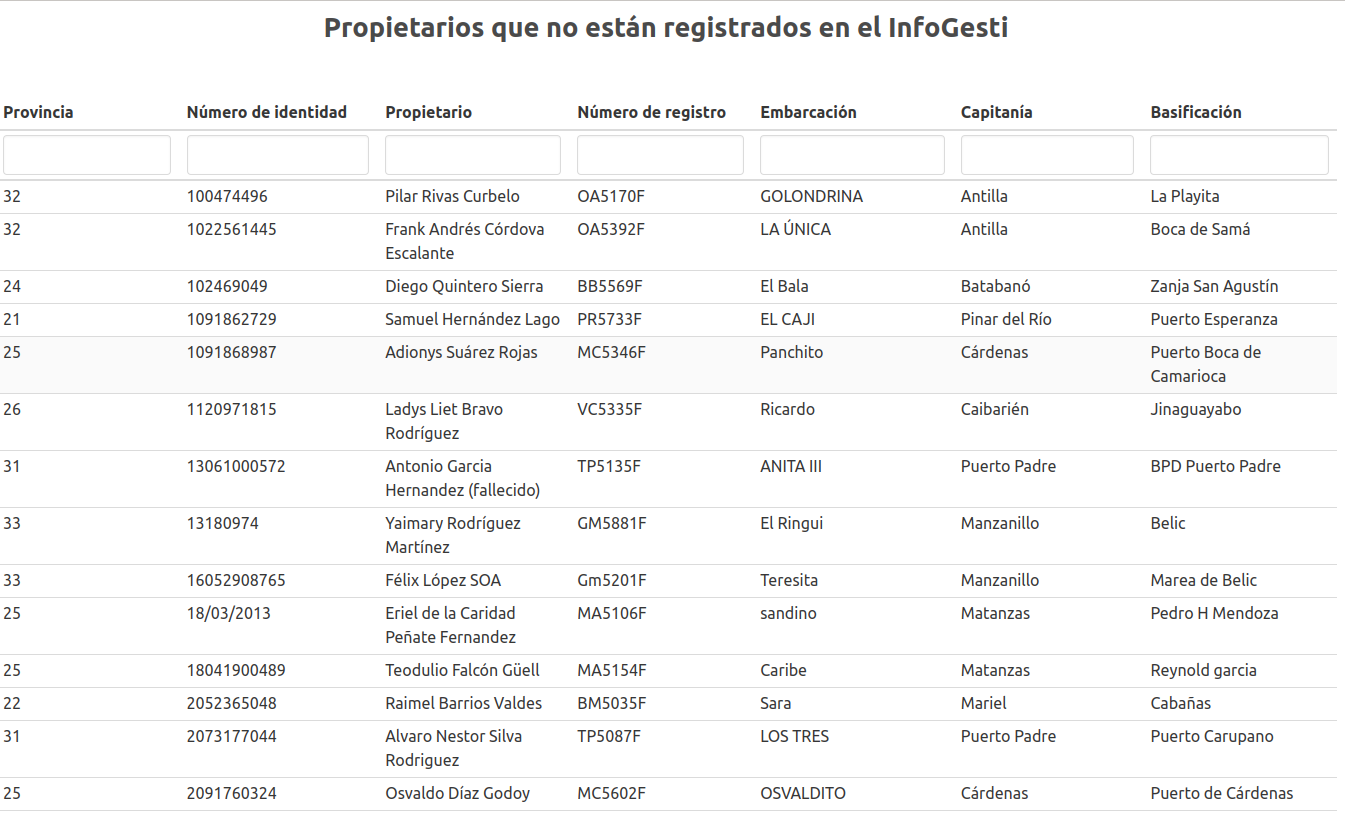 Propietarios que no están registrados en el InfoGesti
Provincia Número de identidad Propietario Número de registro Embarcación Capitanía Basificación
32 100474496 Pilar Rivas Curbelo OA5170F GOLONDRINA Antilla La Playita
32 1022561445 Frank Andrés Córdova OA5392F LA ÚNICA Antilla Boca de Samá
Escalante
24 102469049 Diego Quintero Sierra BB5569F El Bala Batabanó Zanja San Agustín
21 1091862729 Samuel Hernández Lago PR5733F EL CAJI Pinar del Río Puerto Esperanza
25 1091868987 Adionys Suárez Rojas MC5346F Panchito Cárdenas Puerto Boca de
Camarioca
26 1120971815 Ladys Liet Bravo VC5335F Ricardo Caibarién Jinaguayabo
Rodríguez
31 13061000572 Antonio Garcia TP5135F ANITA III Puerto Padre BPD Puerto Padre
Hernandez (fallecido)
33 13180974 Yaimary Rodríguez GM5881F El Ringui Manzanillo Belic
Martínez
33 16052908765 Félix López SOA Gm5201F Teresita Manzanillo Marea de Belic
25 18/03/2013 Eriel de la Caridad MA5106F sandino Matanzas Pedro H Mendoza
Peñate Fernandez
25 18041900489 Teodulio Falcón Güell MA5154F Caribe Matanzas Reynold garcia
22 2052365048 Raimel Barrios Valdes BM5035F Sara Mariel Cabañas
31 2073177044 Alvaro Nestor Silva TP5087F LOS TRES Puerto Padre Puerto Carupano
Rodriguez
25 2091760324 Osvaldo Díaz Godoy MC5602F OSVALDITO Cárdenas Puerto de Cárdenas